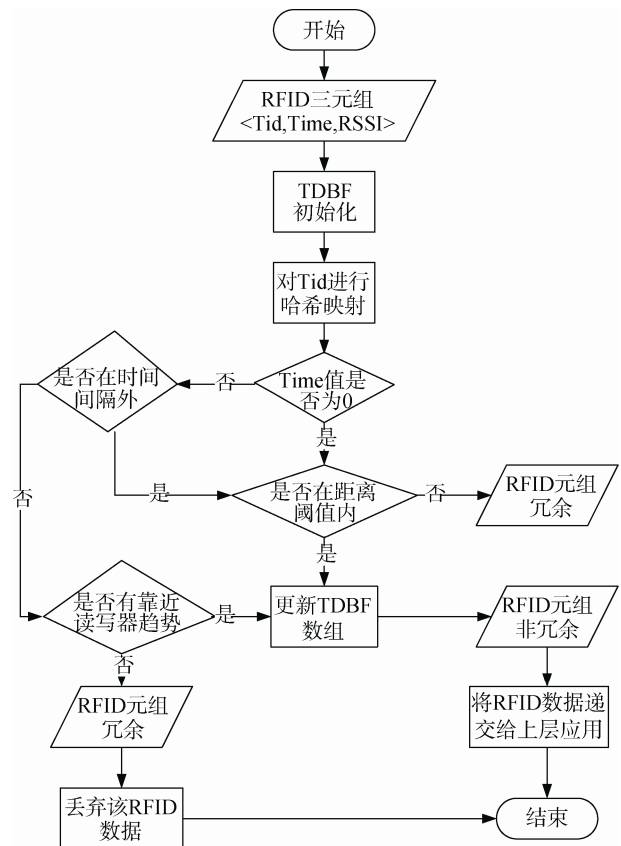 开始
RFID三元组
<Tid,Time,RSSI>
TDBF
初始化
对Tid进行
哈希映射
是否在时间
间隔外
否
Time值是
否为0
是
否
是
是否在距离
阈值内
否
RFID元组
冗余
是
是否有靠近
读写器趋势
是
更新TDBF
数组
RFID元组
非冗余
否
RFID元组
冗余
将RFID数据递
交给上层应用
丢弃该RFID
数据
结束